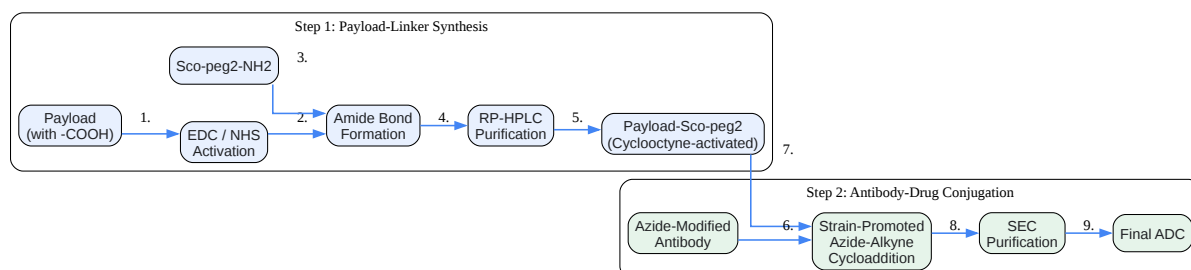 Step 1: Payload-Linker Synthesis
Sco-peg2-NH2
3.
Payload
(with -COOH)
1.
EDC / NHS
Activation
2.
Amide Bond
Formation
4.
RP-HPLC
Purification
5.
Payload-Sco-peg2
(Cyclooctyne-activated)
7.
Step 2: Antibody-Drug Conjugation
Azide-Modified
Antibody
6.
Strain-Promoted
Azide-Alkyne
Cycloaddition
8.
SEC
Purification
9.
Final ADC